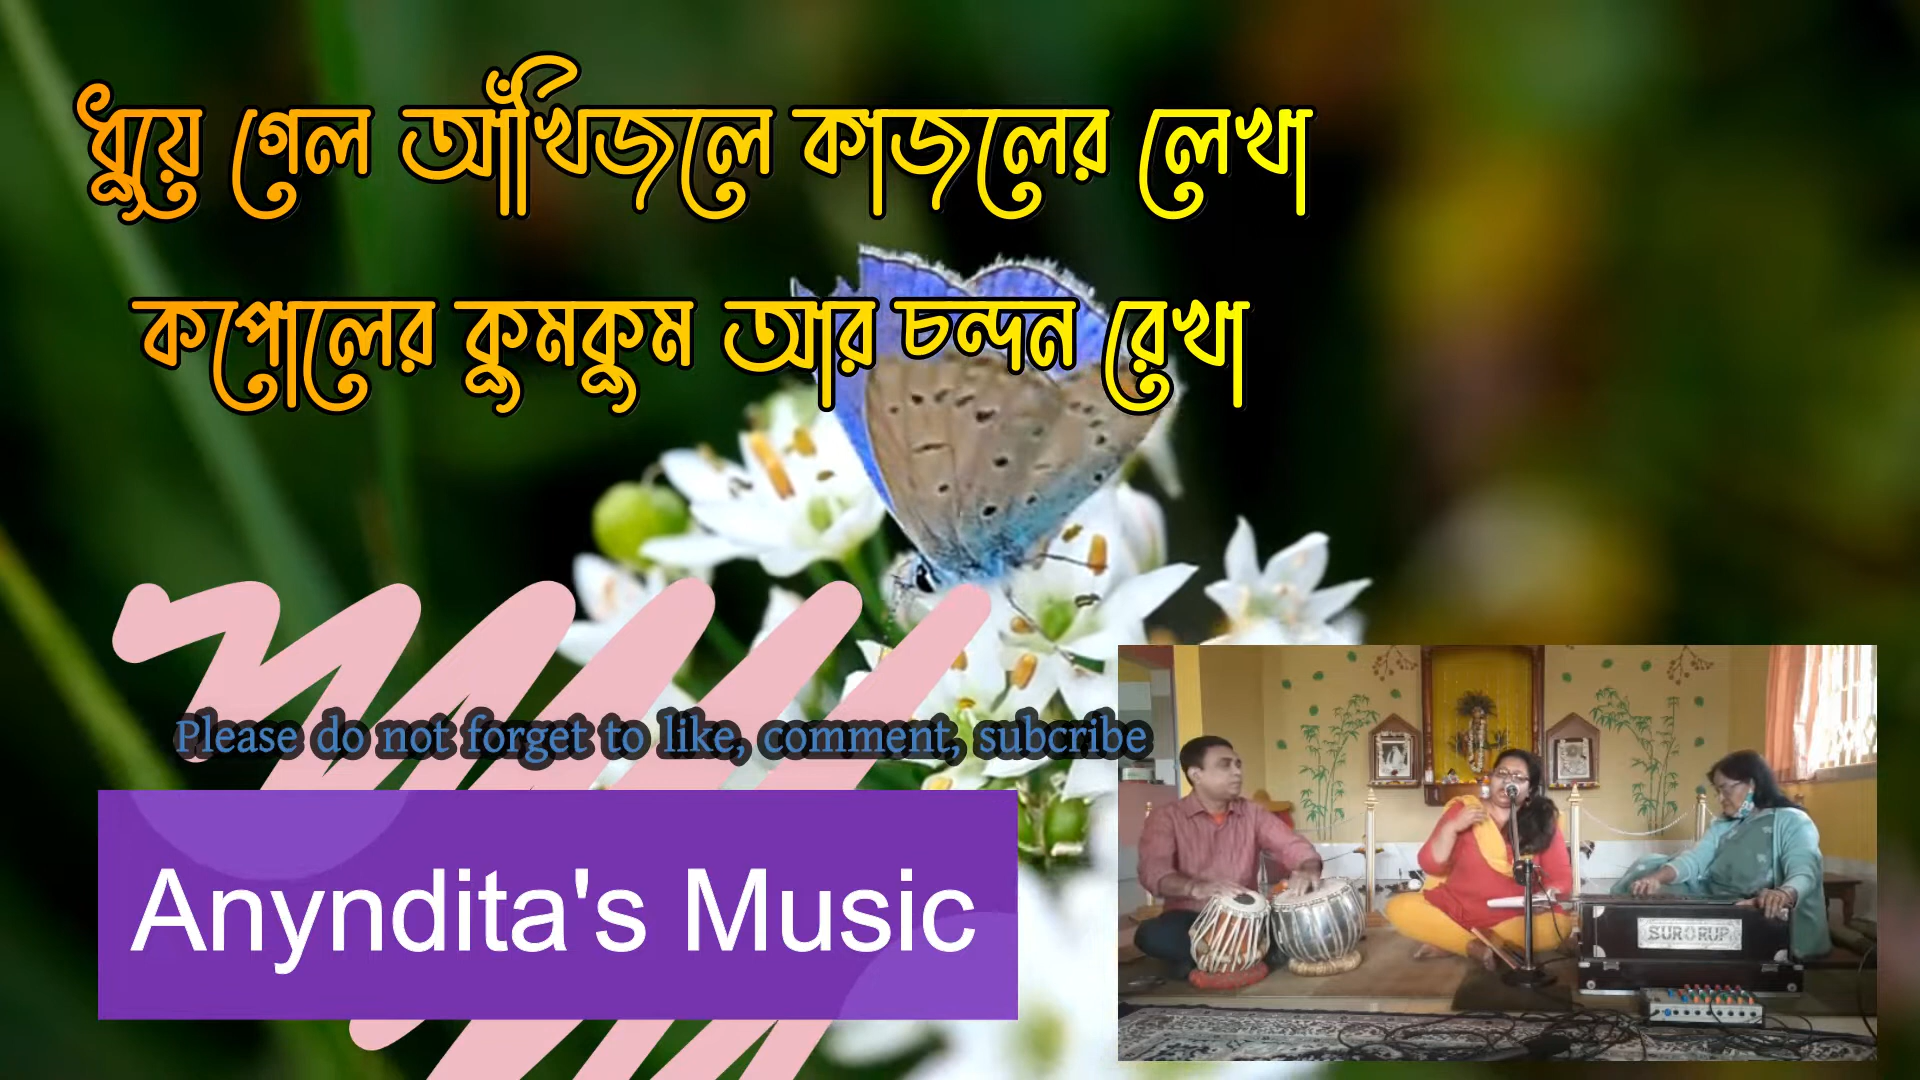 ধুয়ে গেল আঁখিজলে কাজলের লেখা
কপোলের কুমকুম আর চন্দন রেখা
Please do not forget to like, comment, subcribe
Anyndita's Music
SURORUP